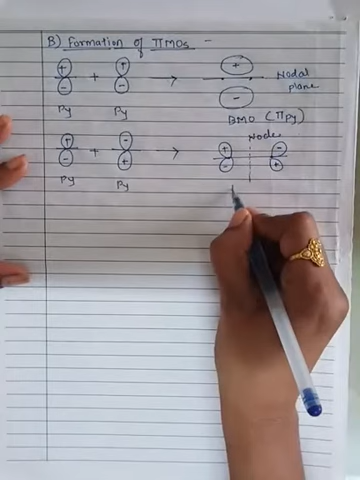 B) Formation of πMOs -
+ - + + - → + - Nodal plane
Py Py BMO (πPy)
Node
+ - + - + → + - - +
Py Py